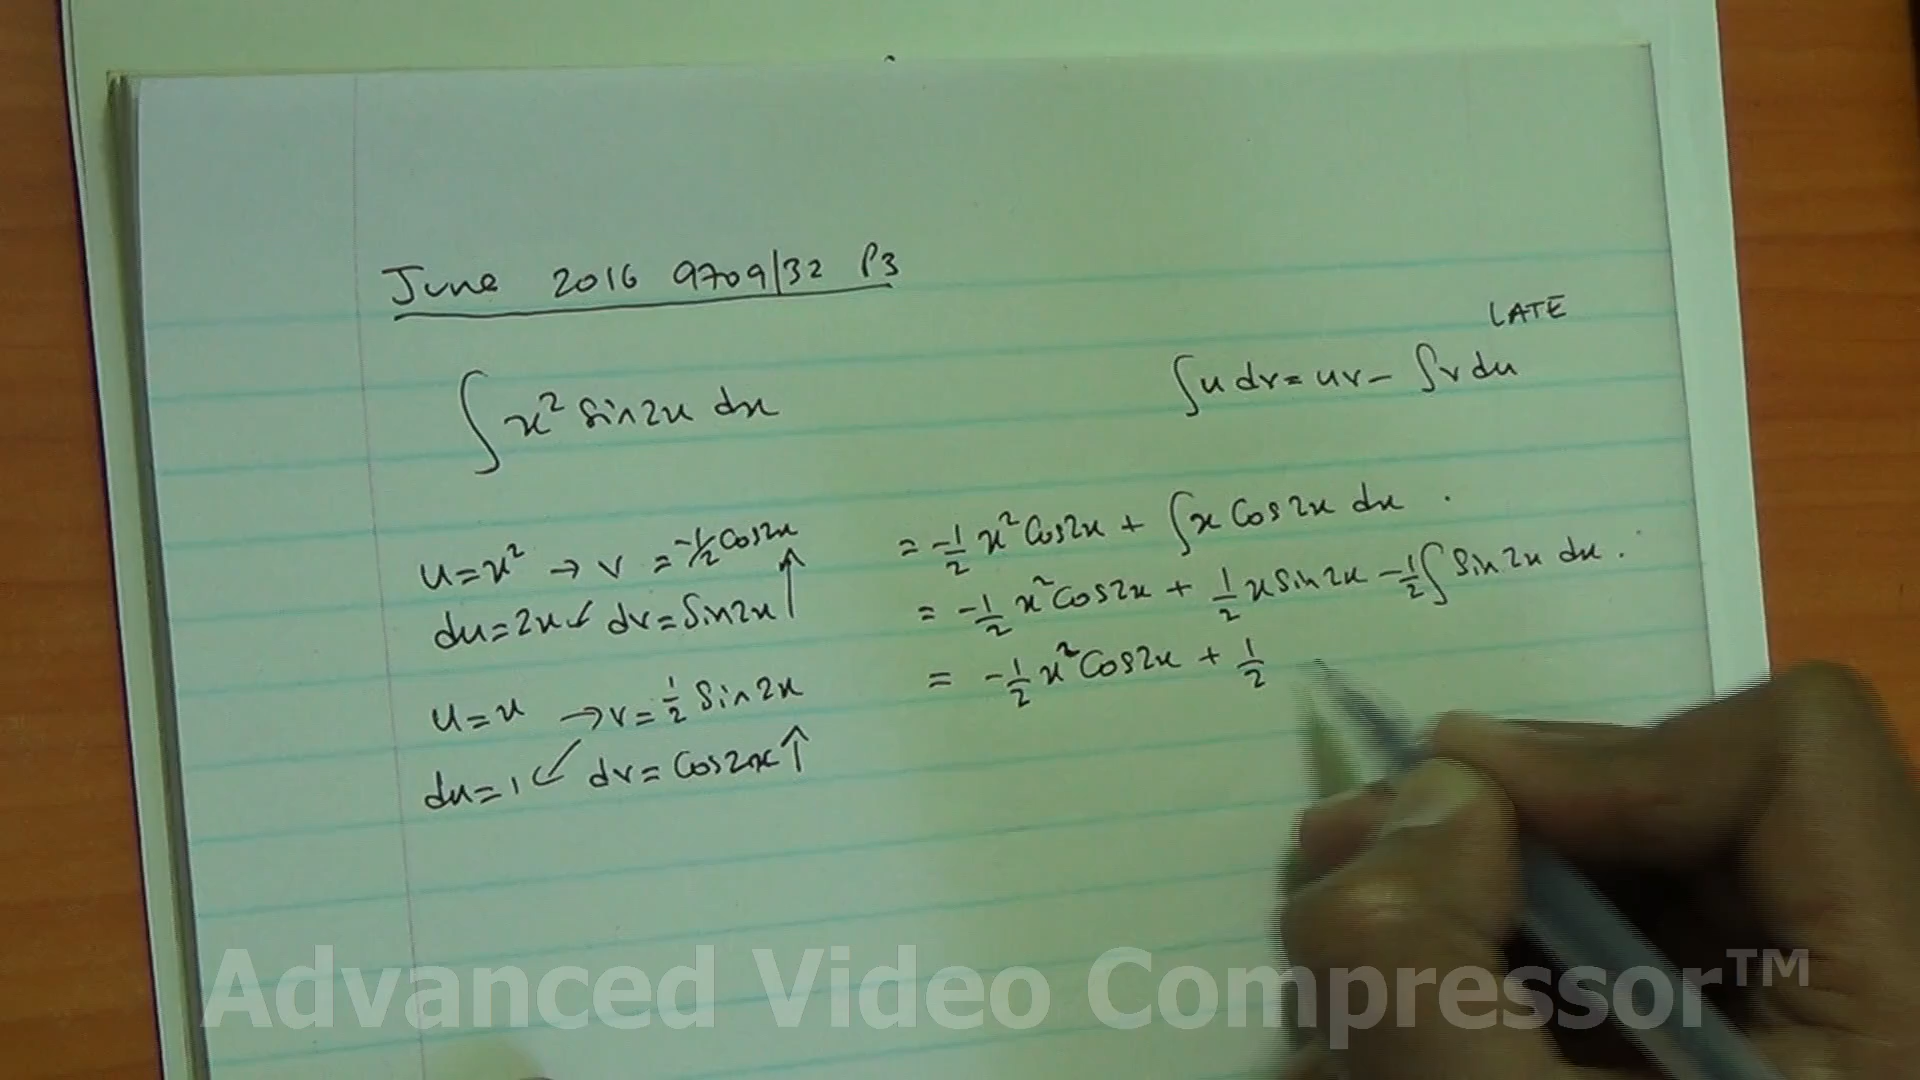 June 2016 9709/32 P3
LATE
∫u dv = uv − ∫v du
∫ x² sin2x dx
u = x² → v = -1/2 cos2x
du = 2x ↙ dv = sin2x ↑
u = x → v = 1/2 sin2x
du = 1 ↙ dv = cos2x ↑
= -1/2 x² cos2x + ∫x cos2x dx .
= -1/2 x² cos2x + 1/2 x sin2x − 1/2 ∫ sin2x dx .
= -1/2 x² cos2x + 1/2
Advanced Video Compressor™